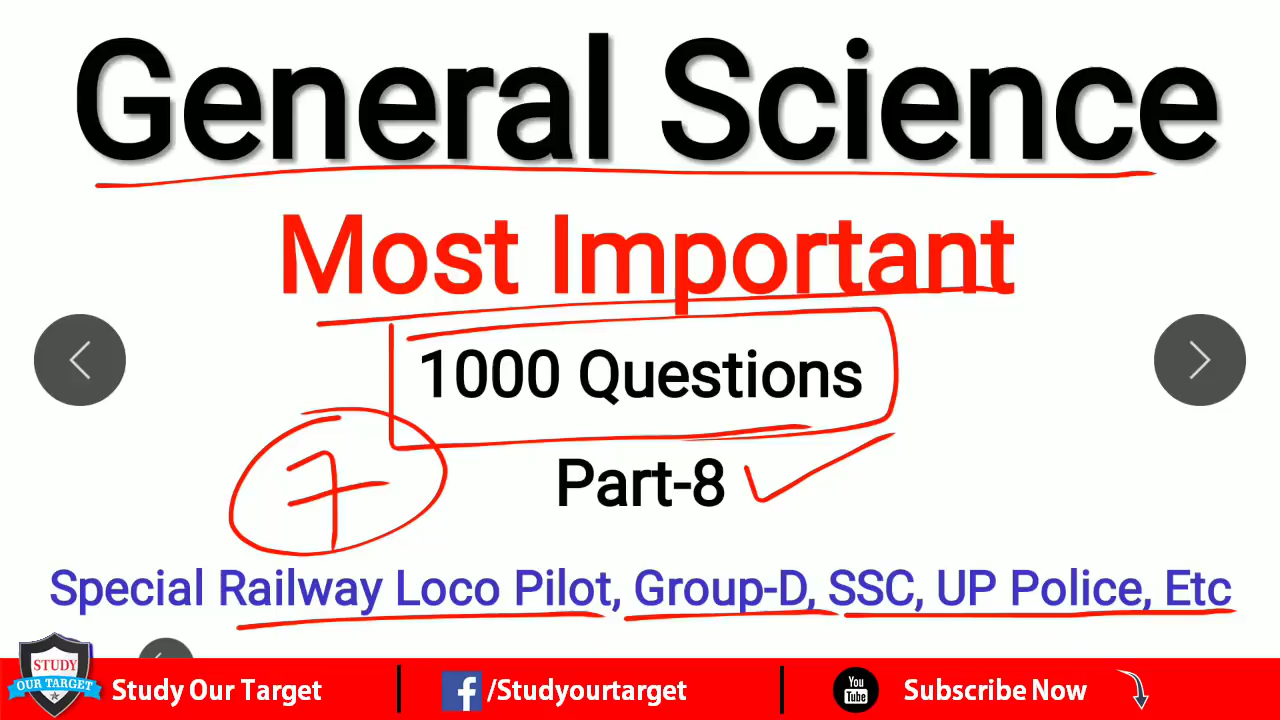 General Science
Most Important
1000 Questions
7
Part-8
Special Railway Loco Pilot, Group-D, SSC, UP Police, Etc
STUDY
OUR TARGET
Study Our Target
f /Studyourtarget
You
Tube
Subscribe Now